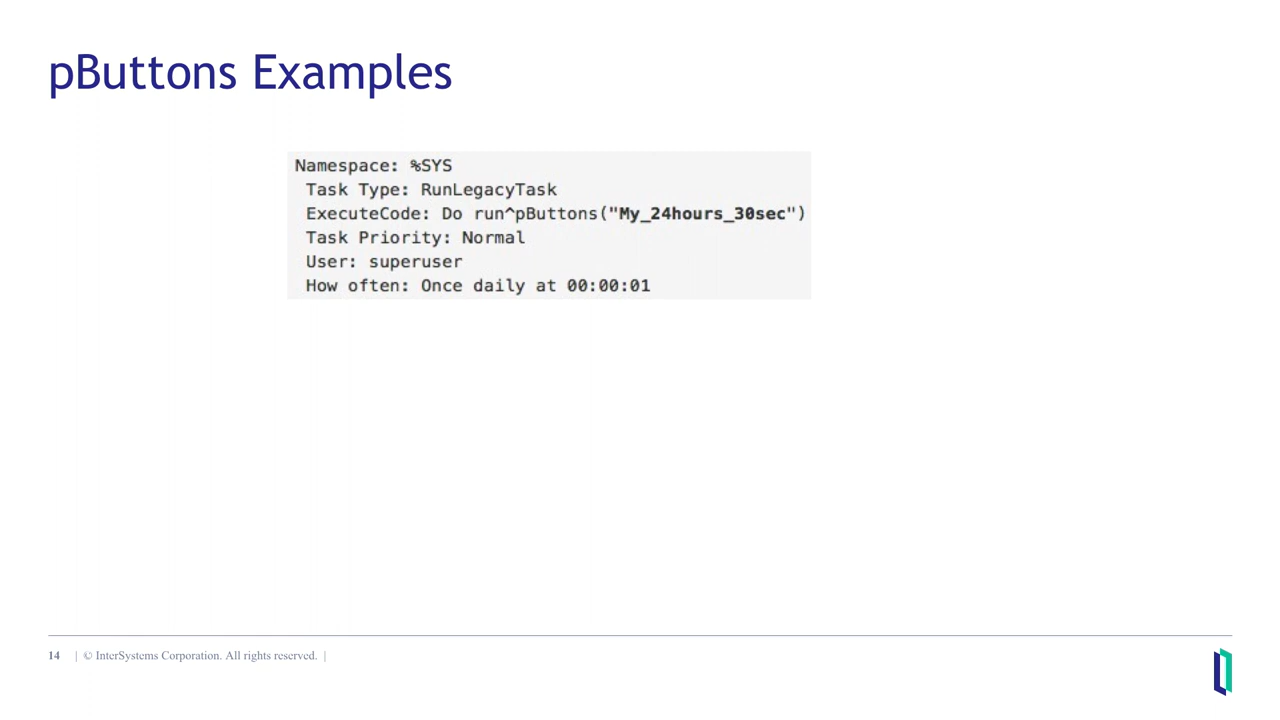 pButtons Examples
Namespace: %SYS
Task Type: RunLegacyTask
ExecuteCode: Do run^pButtons("My_24hours_30sec")
Task Priority: Normal
User: superuser
How often: Once daily at 00:00:01
14 | © InterSystems Corporation. All rights reserved. |